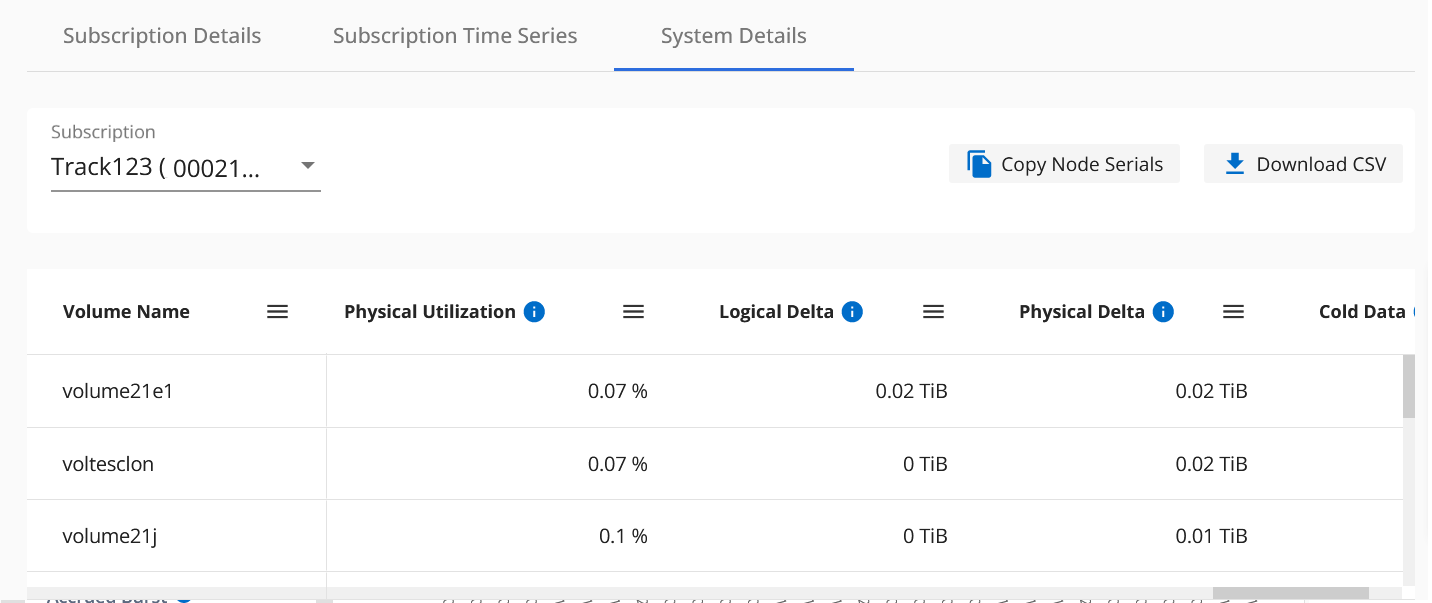 Subscription Details Subscription Time Series System Details
Subscription
Track123 ( 00021...
Copy Node Serials Download CSV
Volume Name Physical Utilization Logical Delta Physical Delta Cold Data
volume21e1 0.07 % 0.02 TiB 0.02 TiB
voltesclon 0.07 % 0 TiB 0.02 TiB
volume21j 0.1 % 0 TiB 0.01 TiB
Accrued Burst